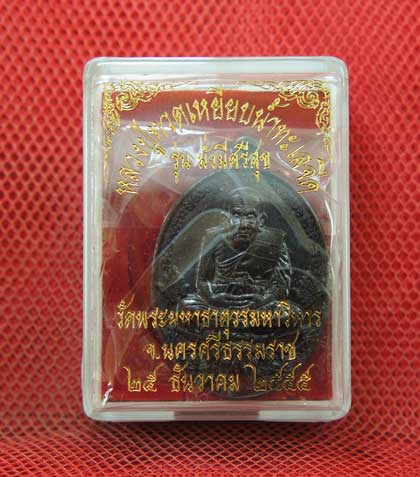 หลวงปู่ทวดเหยียบน้ำทะเลจืด
รุ่น มั่งมีศรีสุข
วัดพระมหาธาตุวรมหาวิหาร
จ.นครศรีธรรมราช
๒๕ ธันวาคม ๒๕๕๕